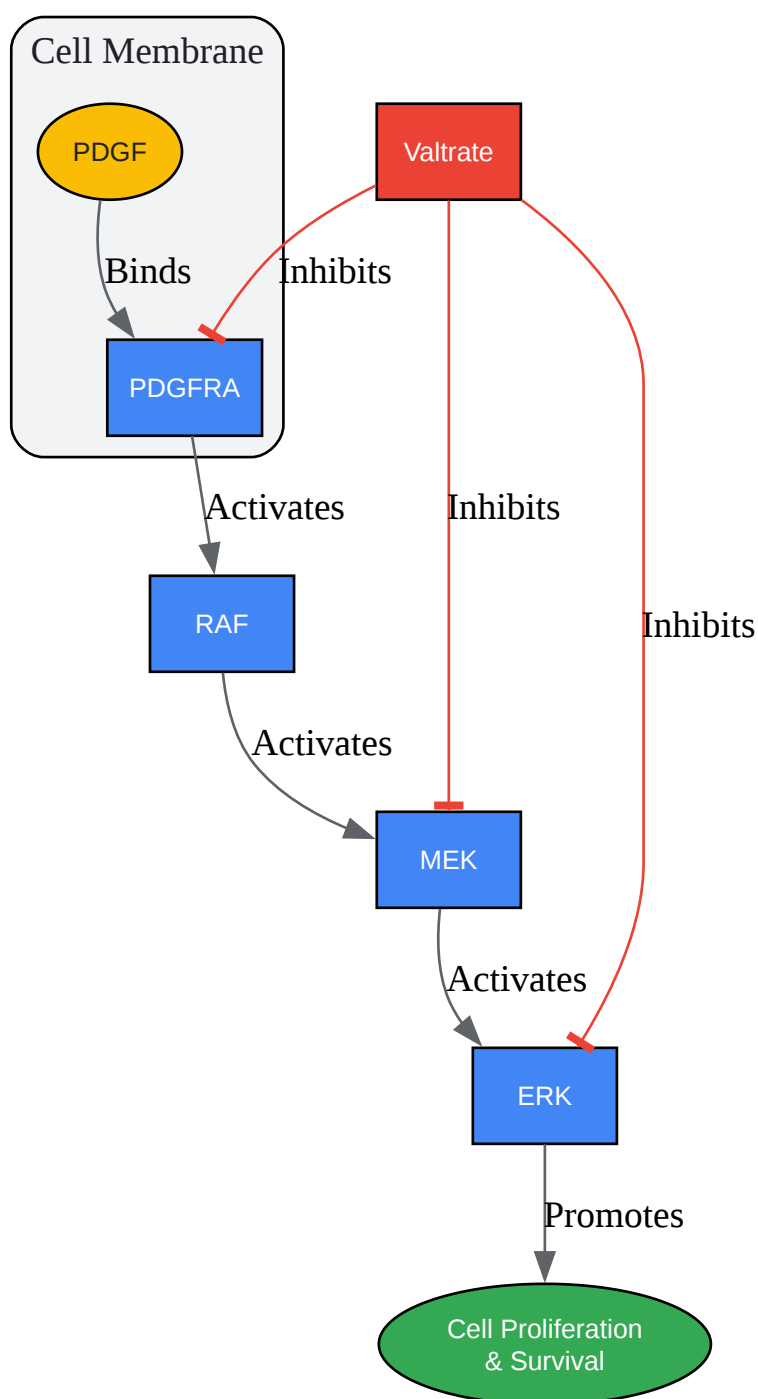 Cell Membrane
PDGF
Valtrate
Binds
Inhibits
PDGFRA
Activates
Inhibits
RAF
Inhibits
Activates
MEK
Activates
ERK
Promotes
Cell Proliferation
& Survival